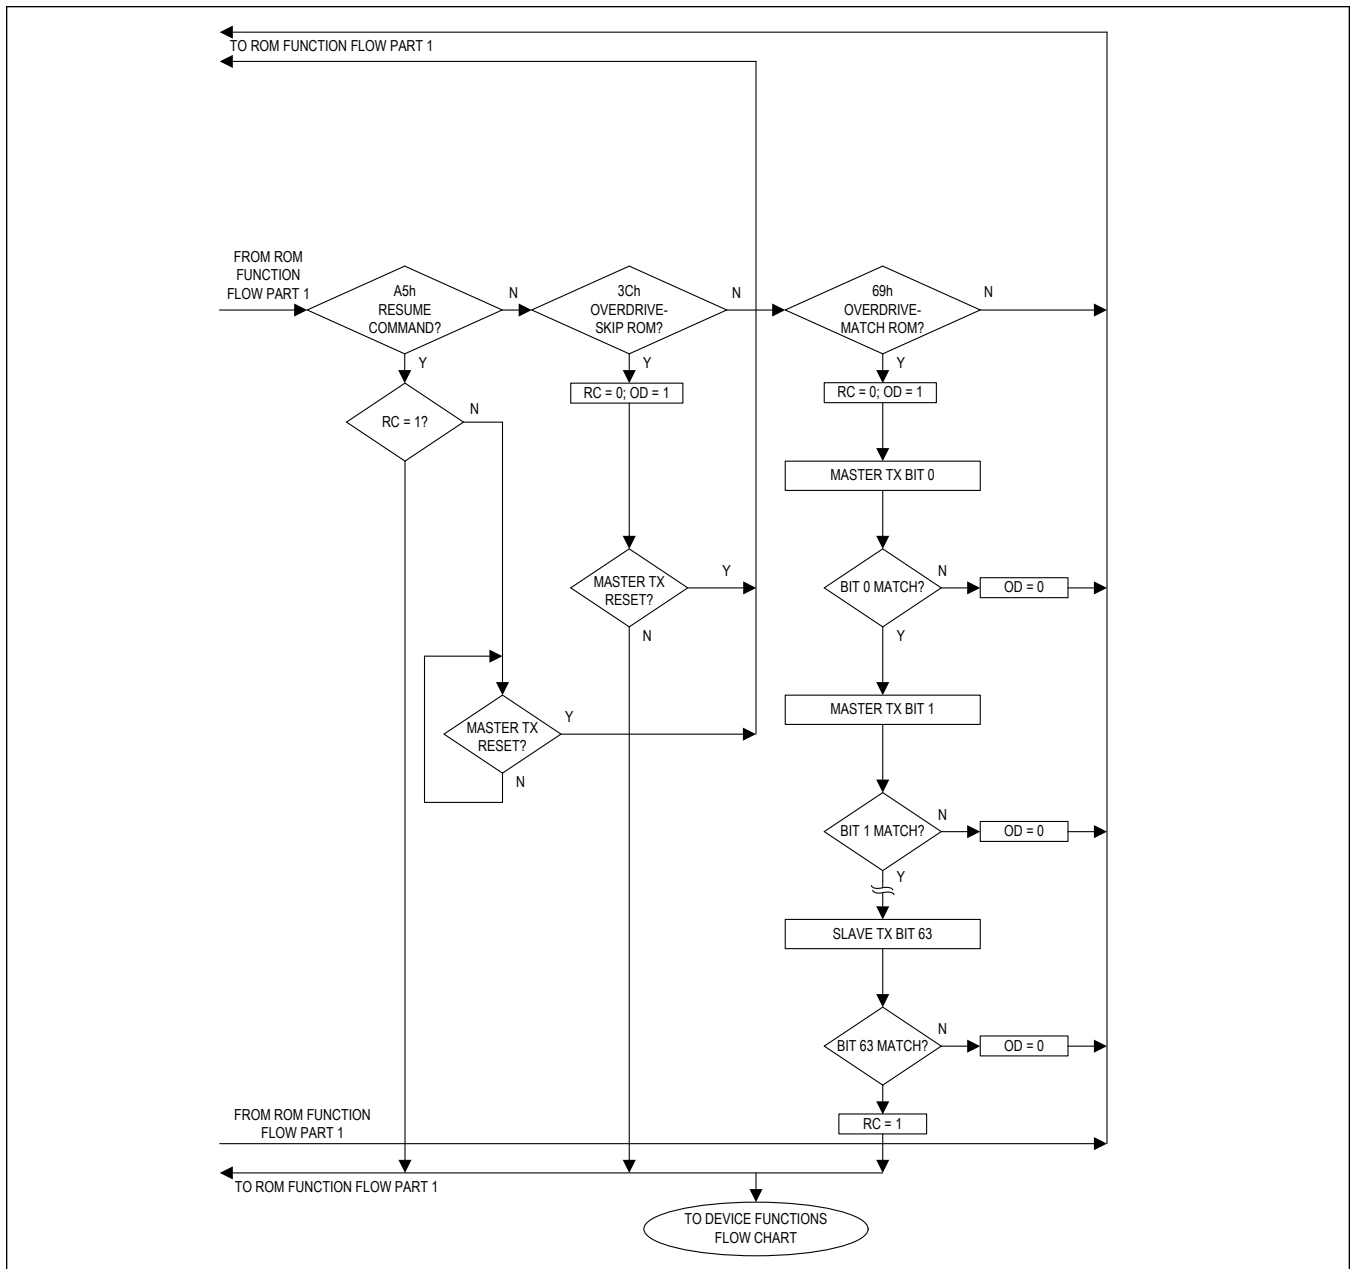 TO ROM FUNCTION FLOW PART 1
FROM ROM
FUNCTION
FLOW PART 1
A5h
RESUME
COMMAND?
N
3Ch
OVERDRIVE-
SKIP ROM?
N
69h
OVERDRIVE-
MATCH ROM?
N
Y
Y
Y
RC = 1?
N
RC = 0; OD = 1
RC = 0; OD = 1
MASTER TX BIT 0
MASTER TX
RESET?
Y
N
BIT 0 MATCH?
N
OD = 0
Y
MASTER TX BIT 1
MASTER TX
RESET?
Y
N
BIT 1 MATCH?
N
OD = 0
Y
SLAVE TX BIT 63
BIT 63 MATCH?
N
OD = 0
RC = 1
FROM ROM FUNCTION
FLOW PART 1
TO ROM FUNCTION FLOW PART 1
TO DEVICE FUNCTIONS
FLOW CHART